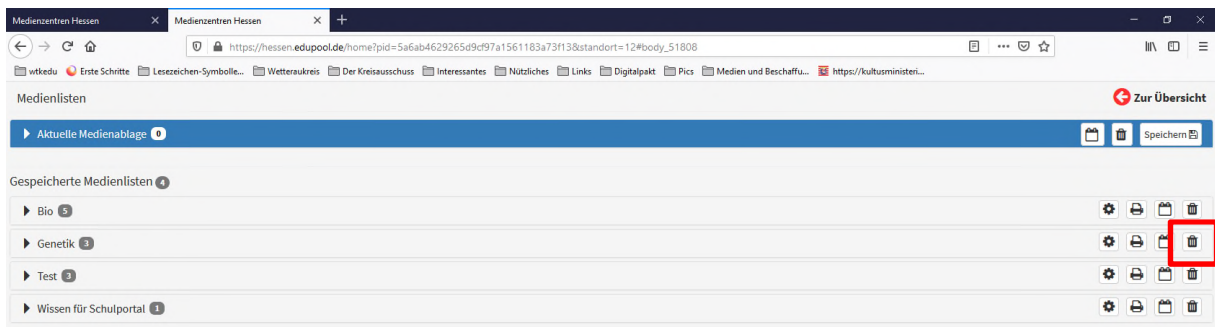 Medienzentren Hessen Medienzentren Hessen
https://hessen.edupool.de/home?pid=5a6ab4629265d9cf97a1561183a73f13&standort=12#body_51808
wtkedu Erste Schritte Lesezeichen-Symbolle... Wetteraukreis Der Kreisausschuss Interessantes Nützliches Links Digitalpakt Pics Medien und Beschaffu... https://kultusministeri...
Medienlisten Zur Übersicht
Aktuelle Medienablage 0 Speichern
Gespeicherte Medienlisten 4
Bio 5
Genetik 3
Test 3
Wissen für Schulportal 1